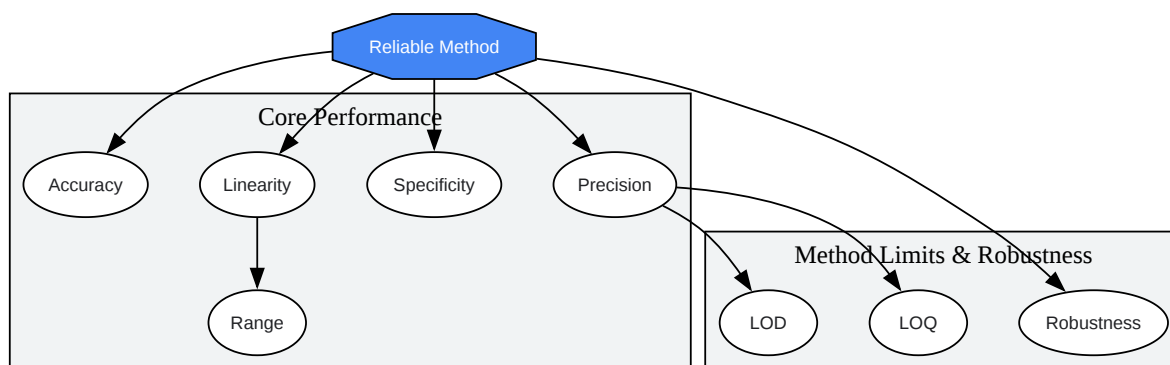 Reliable Method
Core Performance
Accuracy
Linearity
Specificity
Precision
Range
Method Limits & Robustness
LOD
LOQ
Robustness